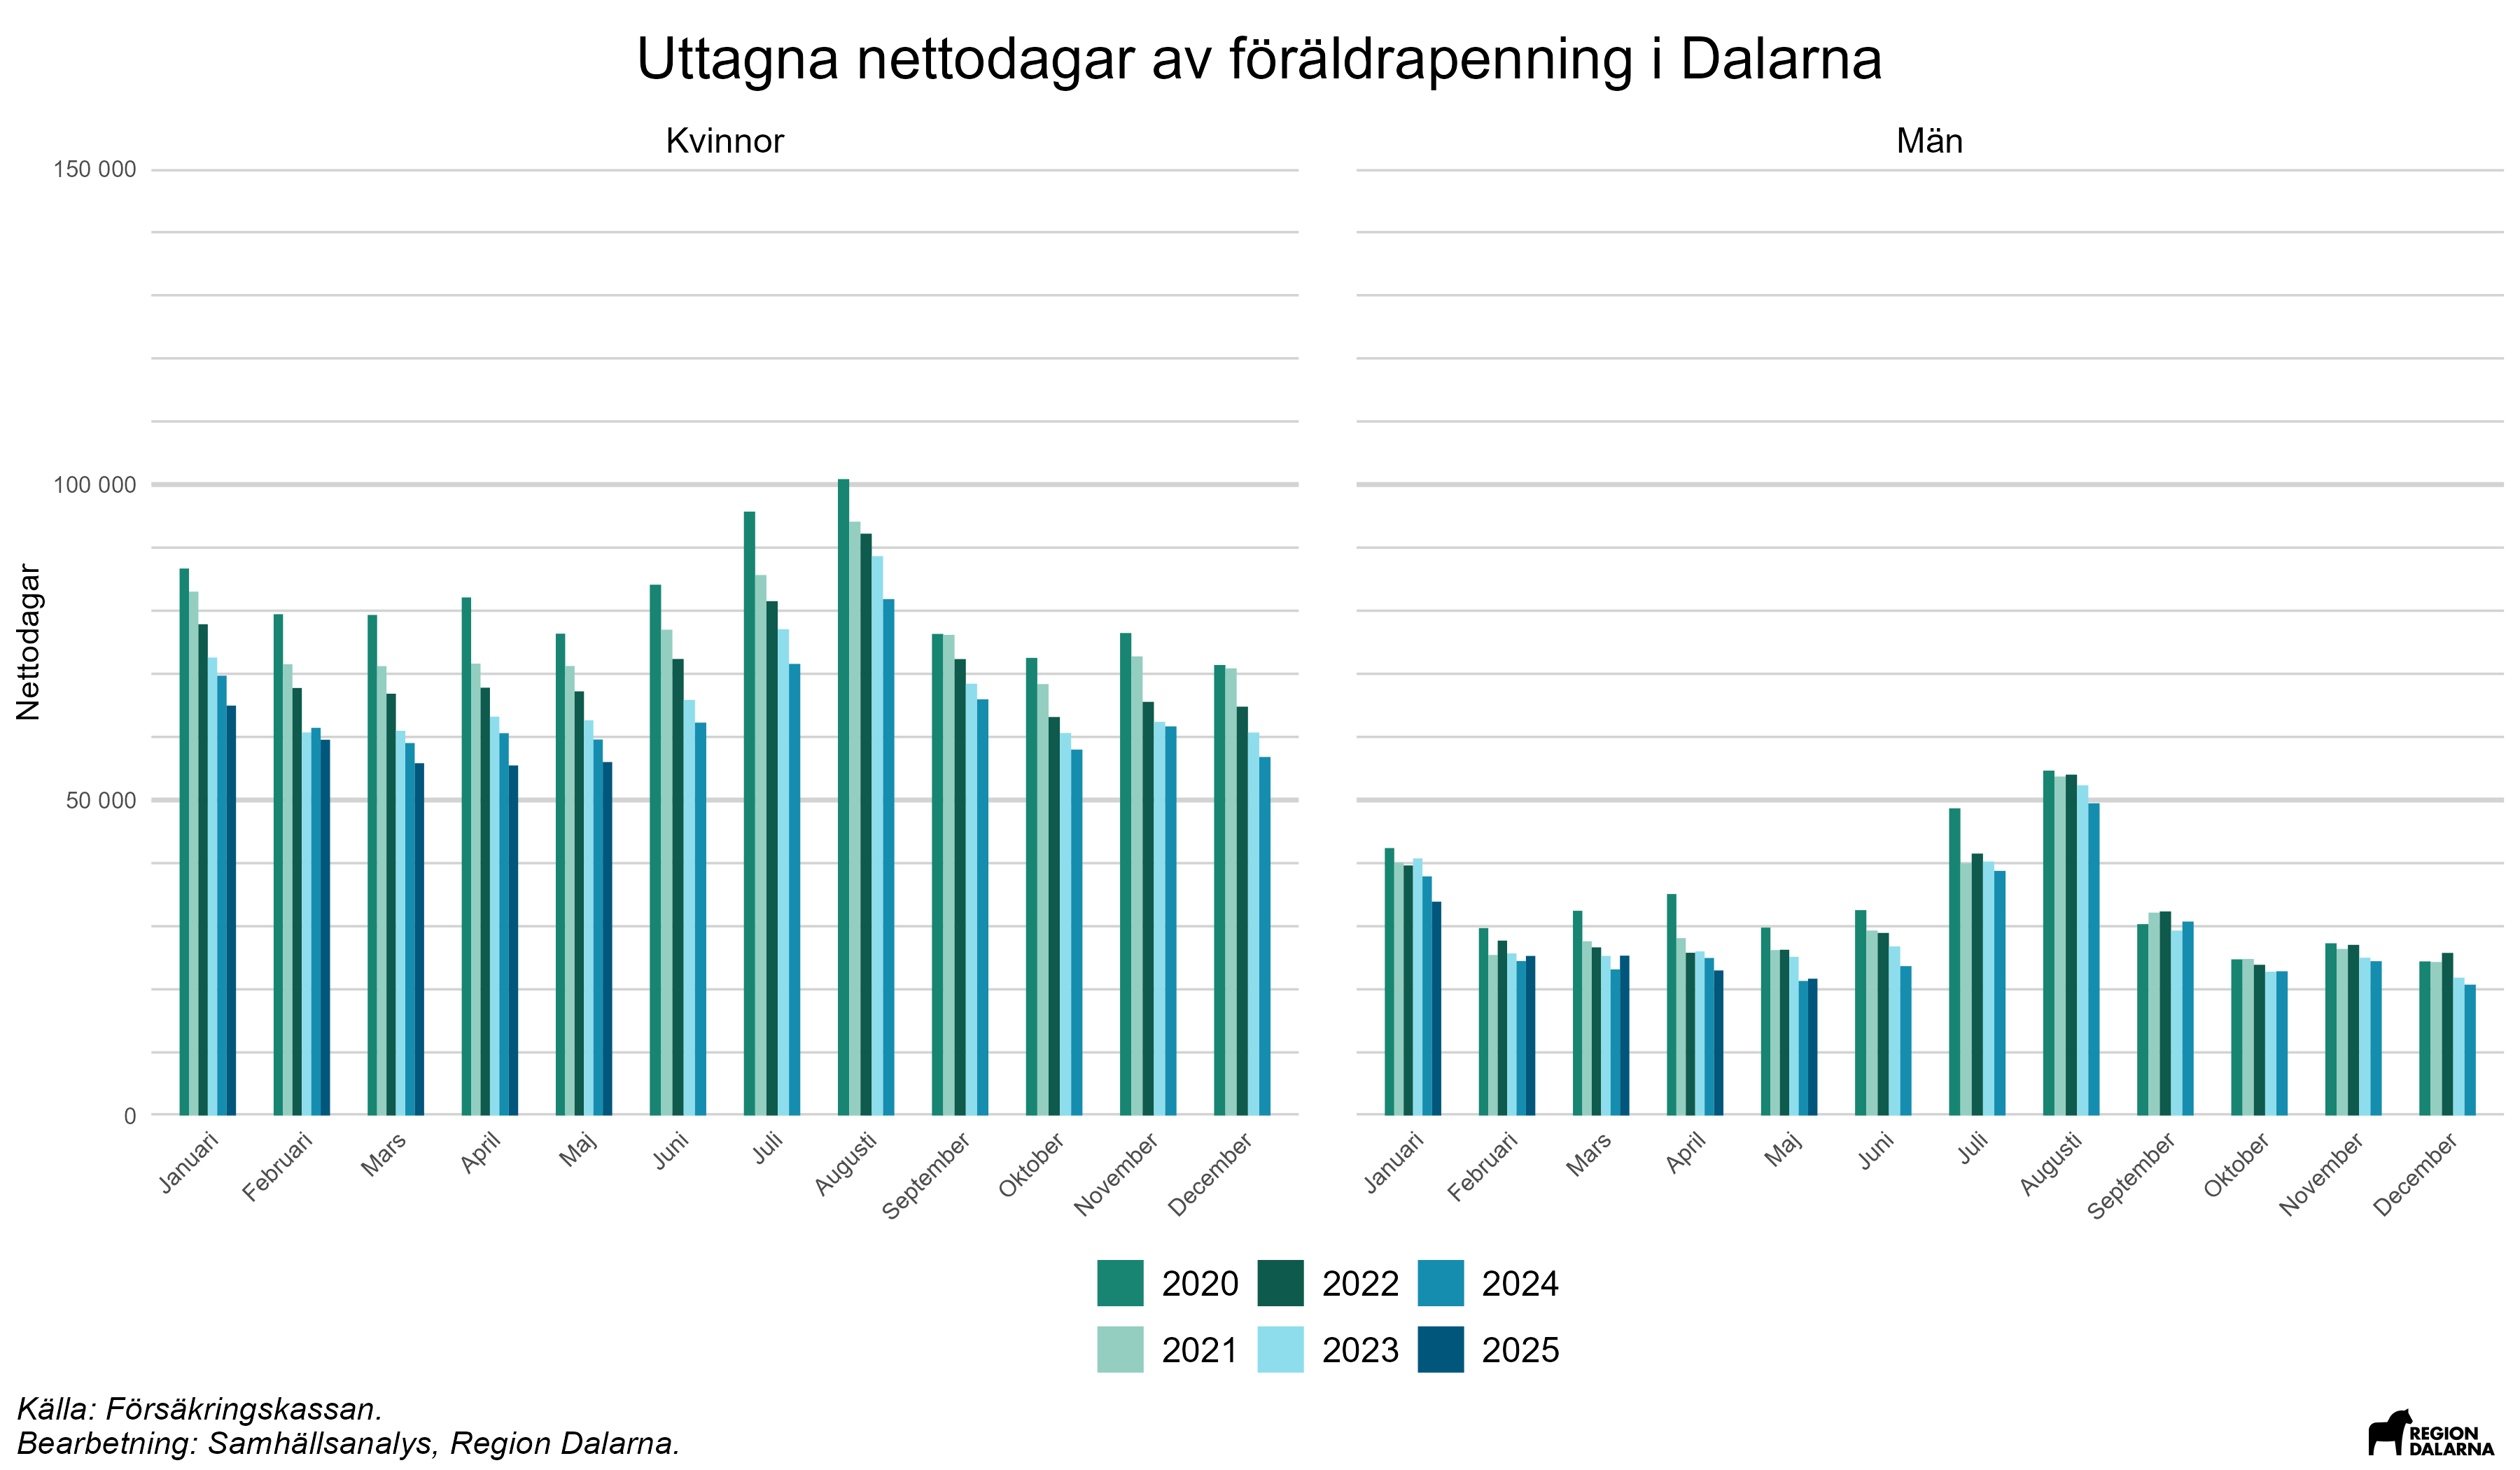 Uttagna nettodagar av föräldrapenning i Dalarna
Kvinnor
Män
150 000
100 000
50 000
0
Nettodagar
Januari
Februari
Mars
April
Maj
Juni
Juli
Augusti
September
Oktober
November
December
Januari
Februari
Mars
April
Maj
Juni
Juli
Augusti
September
Oktober
November
December
2020
2022
2024
2021
2023
2025
Källa: Försäkringskassan.
Bearbetning: Samhällsanalys, Region Dalarna.
REGION
DALARNA